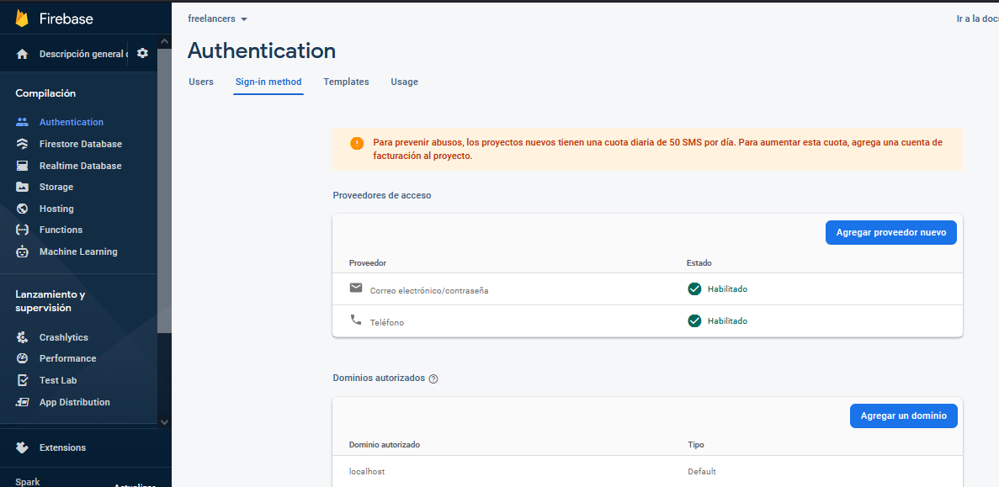 Firebase
Descripción general
Compilación
Authentication
Firestore Database
Realtime Database
Storage
Hosting
Functions
Machine Learning
Lanzamiento y
supervisión
Crashlytics
Performance
Test Lab
App Distribution
Extensions
Spark
Actualizar
freelancers
Ir a la doc
Authentication
Users
Sign-in method
Templates
Usage
Para prevenir abusos, los proyectos nuevos tienen una cuota diaria de 50 SMS por día. Para aumentar esta cuota, agrega una cuenta de
facturación al proyecto.
Proveedores de acceso
Agregar proveedor nuevo
Proveedor
Estado
Correo electrónico/contraseña
Habilitado
Teléfono
Habilitado
Dominios autorizados
Agregar un dominio
Dominio autorizado
Tipo
localhost
Default